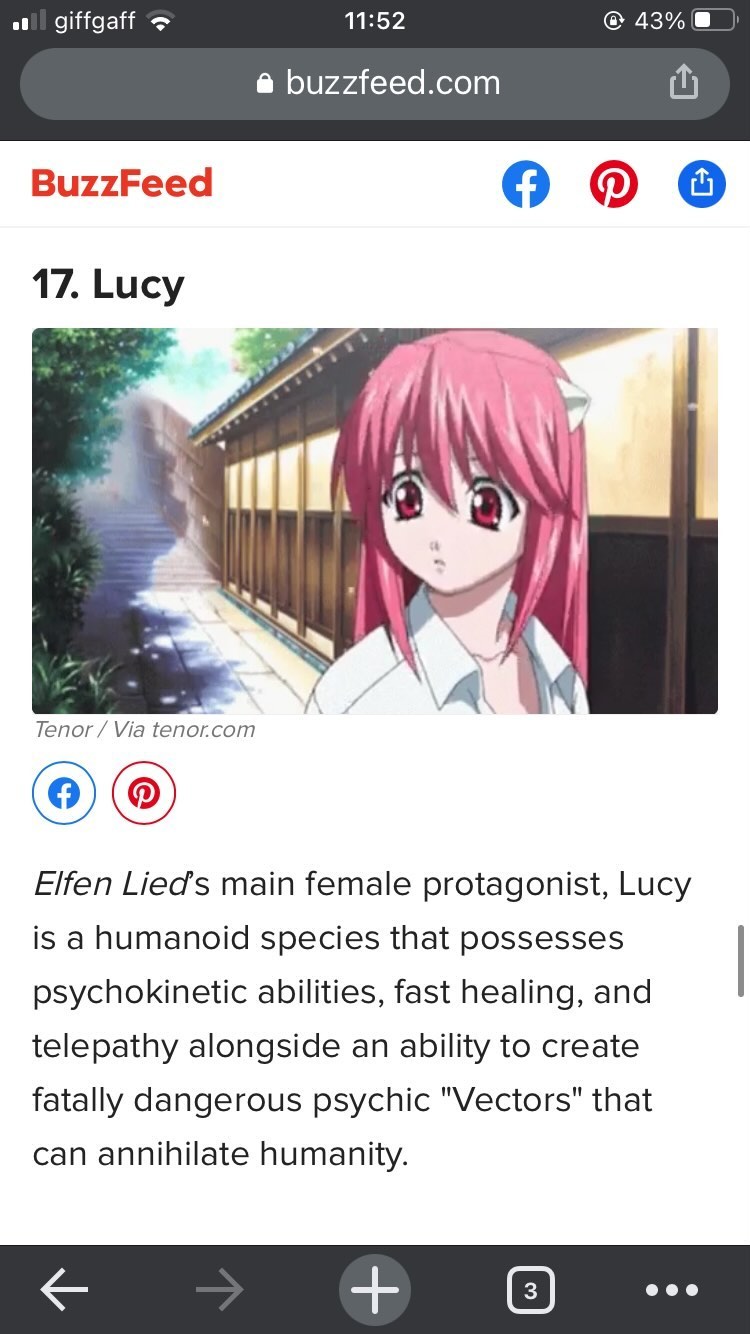 giffgaff 11:52 43%
buzzfeed.com
BuzzFeed
17. Lucy
Tenor / Via tenor.com
Elfen Lied's main female protagonist, Lucy
is a humanoid species that possesses
psychokinetic abilities, fast healing, and
telepathy alongside an ability to create
fatally dangerous psychic "Vectors" that
can annihilate humanity.
3